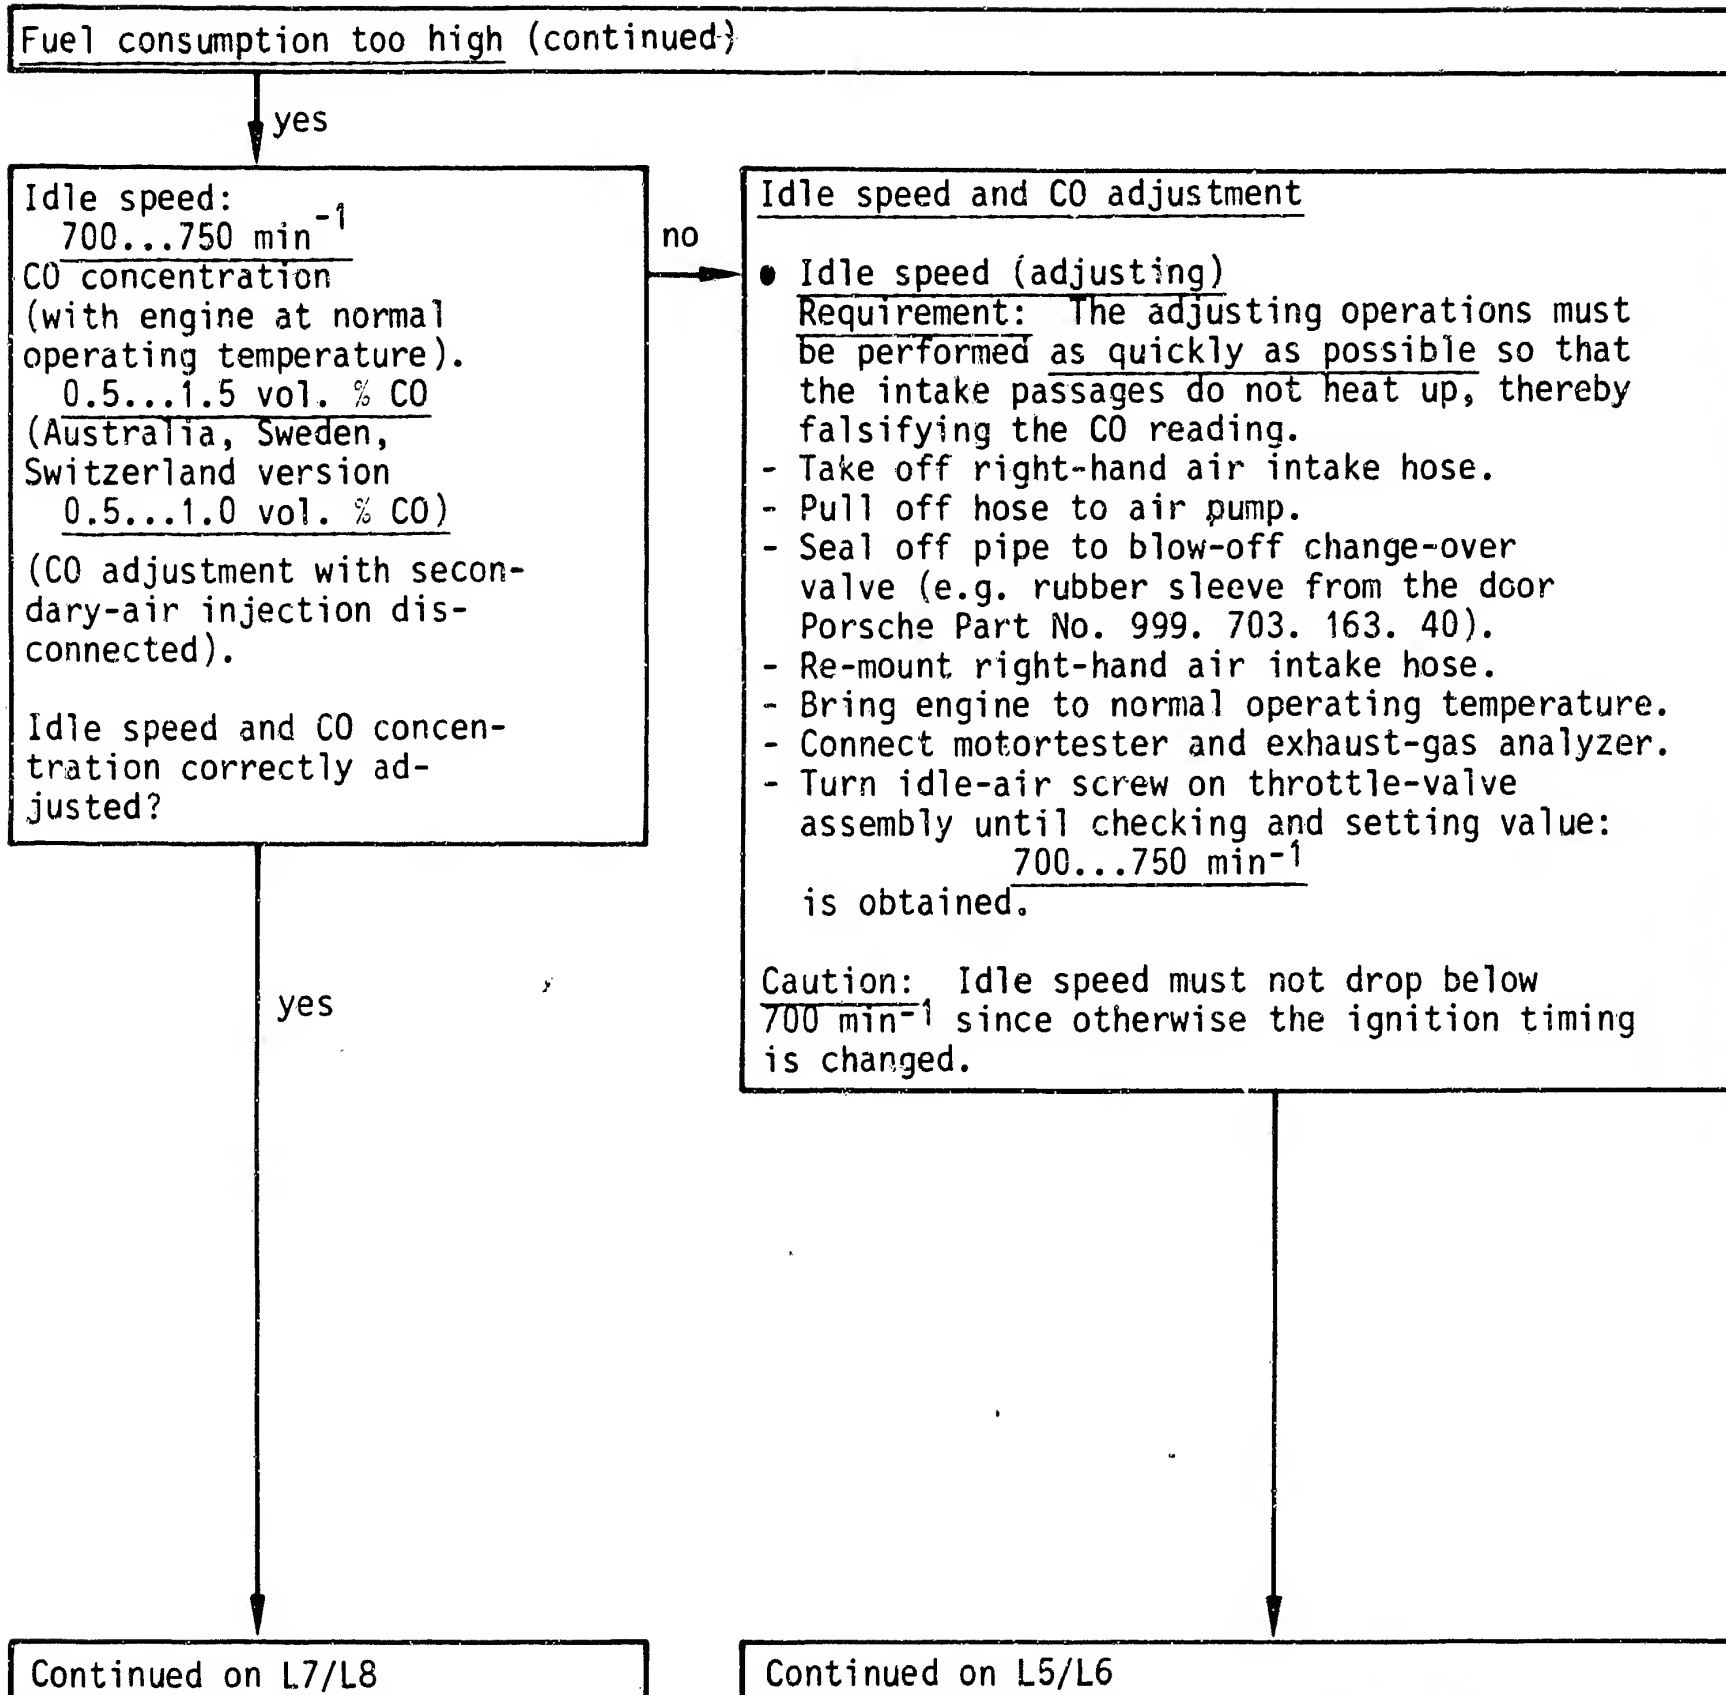 Fuel consumption too high (continued)
yes
Idle speed:
700...750 min⁻¹
CO concentration
(with engine at normal
operating temperature).
0.5...1.5 vol. % CO
(Australia, Sweden,
Switzerland version
0.5...1.0 vol. % CO)
(CO adjustment with secon-
dary-air injection dis-
connected).
Idle speed and CO concen-
tration correctly ad-
justed?
no
Idle speed and CO adjustment
• Idle speed (adjusting)
Requirement: The adjusting operations must
be performed as quickly as possible so that
the intake passages do not heat up, thereby
falsifying the CO reading.
- Take off right-hand air intake hose.
- Pull off hose to air pump.
- Seal off pipe to blow-off change-over
valve (e.g. rubber sleeve from the door
Porsche Part No. 999. 703. 163. 40).
- Re-mount right-hand air intake hose.
- Bring engine to normal operating temperature.
- Connect motortester and exhaust-gas analyzer.
- Turn idle-air screw on throttle-valve
assembly until checking and setting value:
700...750 min⁻¹
is obtained.
Caution: Idle speed must not drop below
700 min⁻¹ since otherwise the ignition timing
is changed.
yes
Continued on L7/L8
Continued on L5/L6